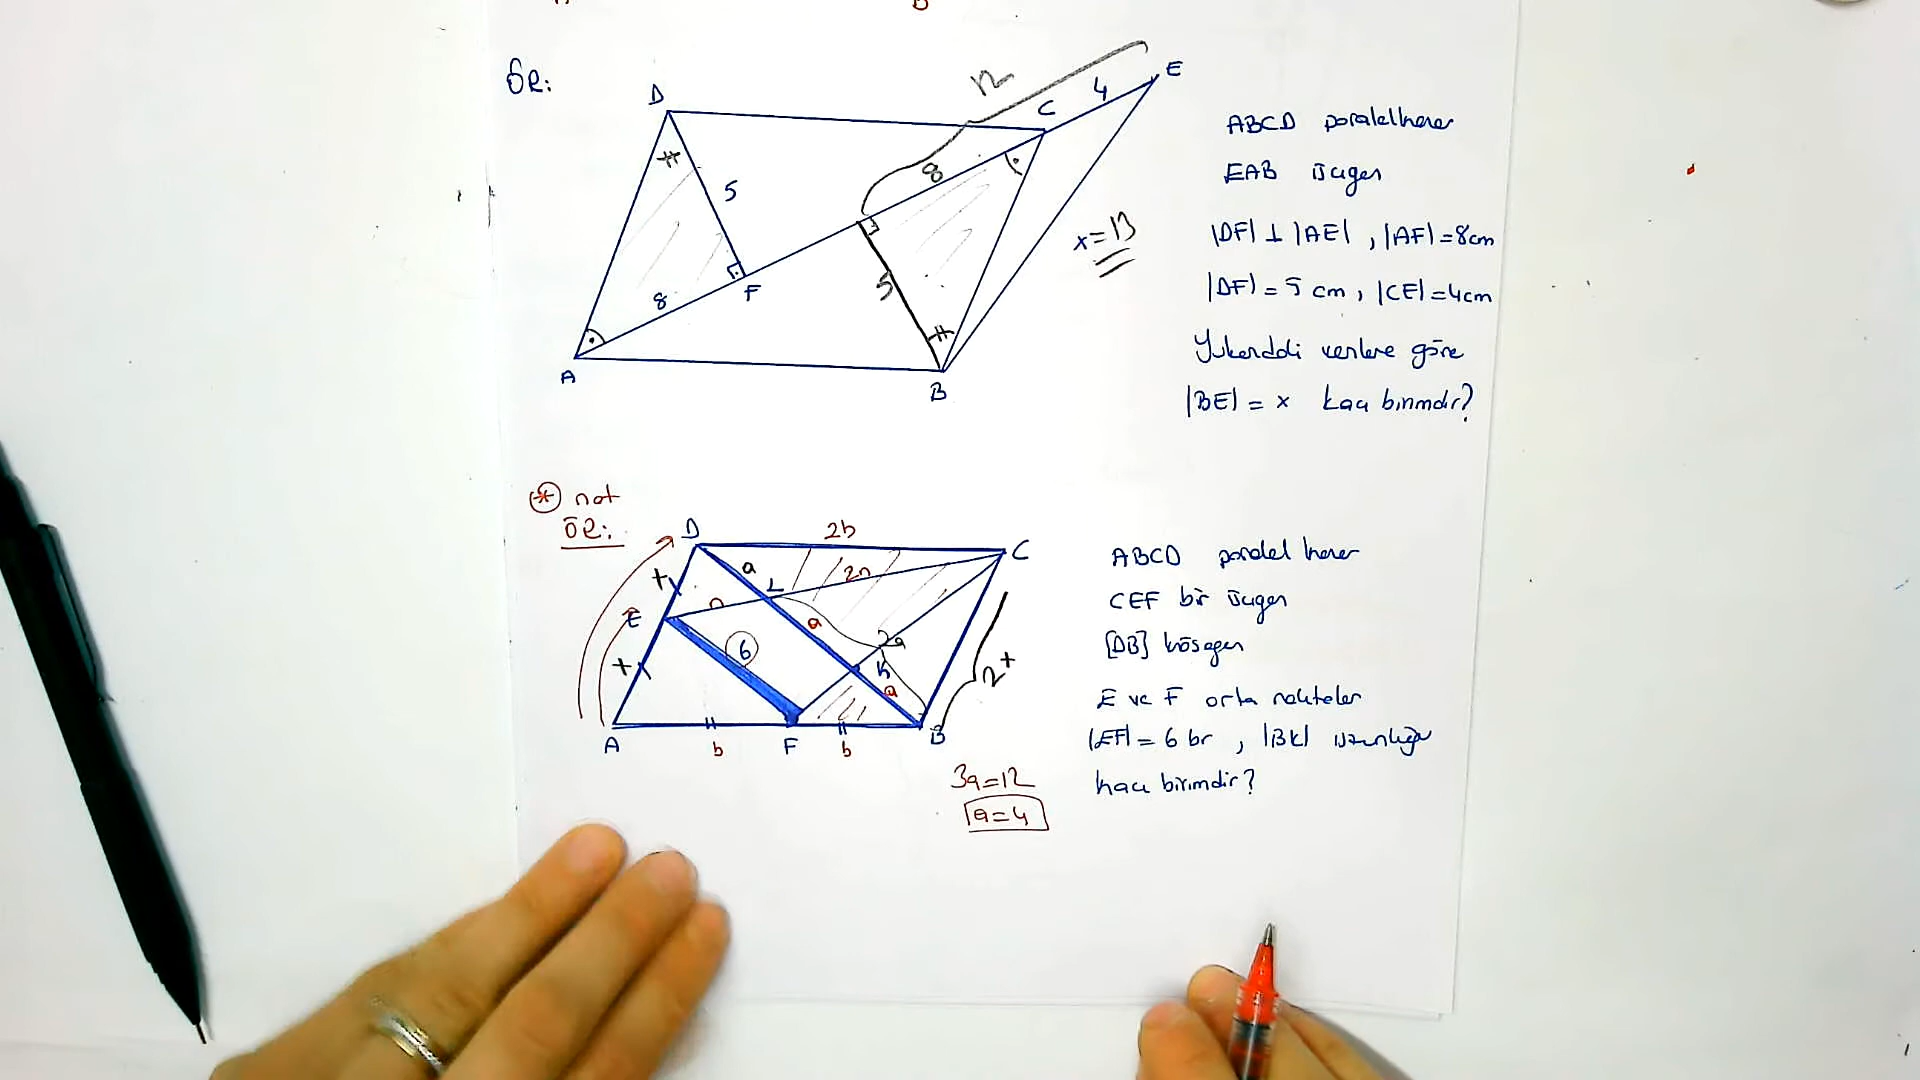 ÖR:
D
C
4
E
12
8
5
8
F
5
x=13
A
B
ABCD paralelkenar
EAB üçgen
|DF| ⊥ |AE| , |AF|=8cm
|DF| = 5 cm, |CE|=4cm
Yukarıdaki verilere göre
|BE| = x kaç birimdir?
* not
ÖR:
D
2b
C
a
L
2n
n
E
a
2a
6
K
a
2x
A
b
F
b
B
3a=12
a=4
ABCD paralel kenar
CEF bir üçgen
[DB] köşegen
E ve F orta noktalar
|EF| = 6 br , |BK| uzunluğu
kaç birimdir?